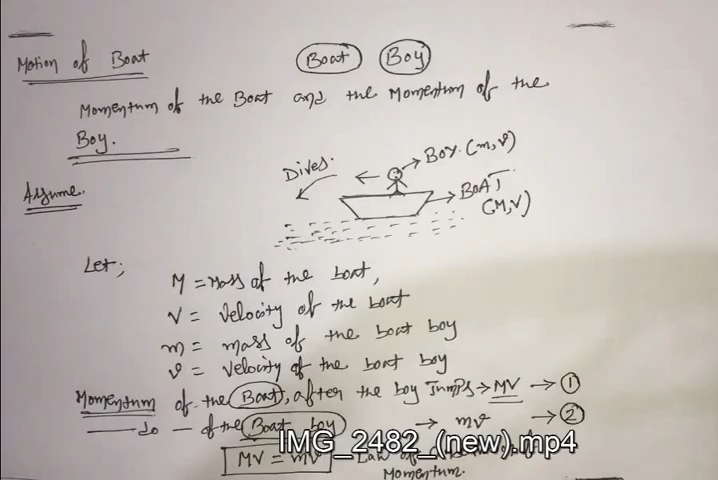 Motion of Boat
Boat Boy
Momentum of the Boat and the Momentum of the
Boy.
Assume.
Dives.
BOY. (m, v)
BOAT
(M, V)
Let;
M = Mass of the boat,
V = Velocity of the boat
m = mass of the boat boy
v = Velocity of the boat boy
Momentum of the Boat, after the boy Jumps → MV → 1
do of the Boat boy → mv → 2
IMG_2482_(new).mp4
MV = mv Law of
Momentum.